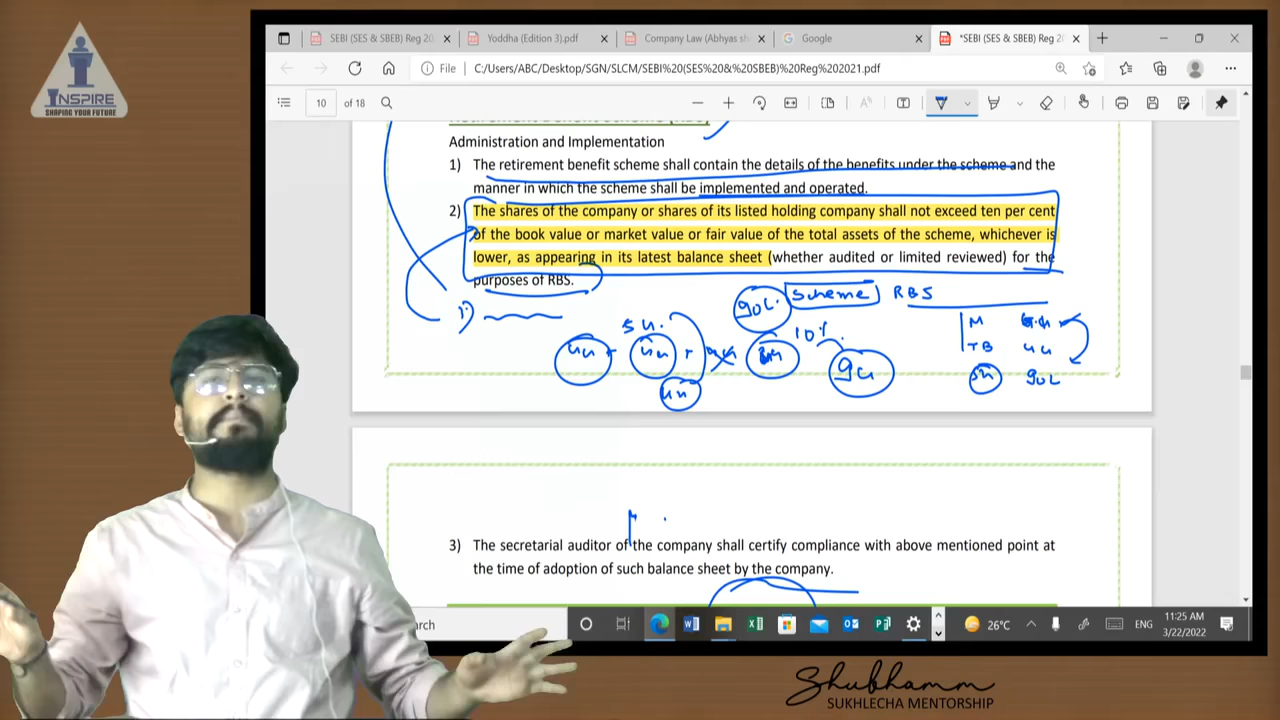 INSPIRE
SHAPING YOUR FUTURE
SEBI (SES & SBEB) Reg 20
Yoddha (Edition 3).pdf
Company Law (Abhyas sh
Google
*SEBI (SES & SBEB) Reg 2
File
C:/Users/ABC/Desktop/SGN/SLCM/SEBI%20(SES%20&%20SBEB)%20Reg%202021.pdf
10 of 18
Administration and Implementation
1) The retirement benefit scheme shall contain the details of the benefits under the scheme and the
manner in which the scheme shall be implemented and operated.
2) The shares of the company or shares of its listed holding company shall not exceed ten per cent
of the book value or market value or fair value of the total assets of the scheme, whichever is
lower, as appearing in its latest balance sheet (whether audited or limited reviewed) for the
purposes of RBS.
90L. Scheme RBS
10%
M
TB
90L
3) The secretarial auditor of the company shall certify compliance with above mentioned point at
the time of adoption of such balance sheet by the company.
rch
26°C
ENG
11:25 AM
3/22/2022
Shubhamm
SUKHLECHA MENTORSHIP